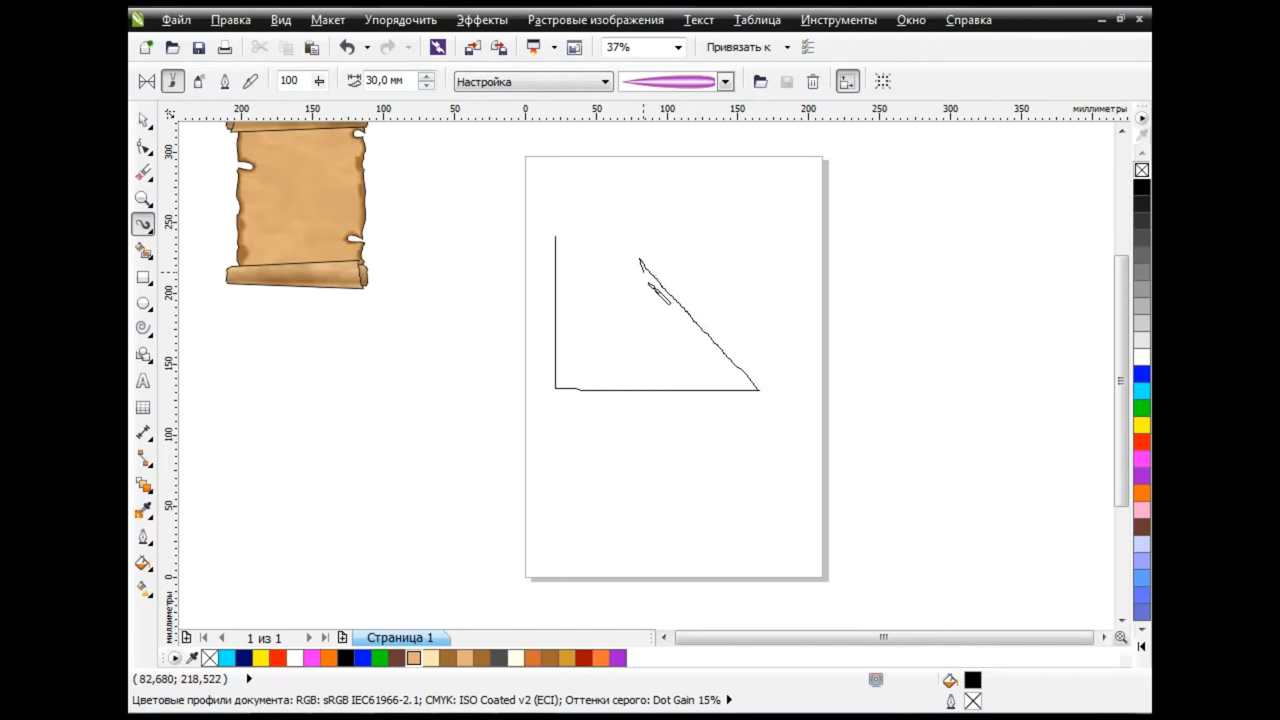 Файл Правка Вид Макет Упорядочить Эффекты Растровые изображения Текст Таблица Инструменты Окно Справка
37% Привязать к
100 30,0 мм Настройка
200 150 100 50 0 50 100 150 200 250 300 350 миллиметры
300
250
200
150
100
50
0
миллиметры
1 из 1 Страница 1
( 82,680; 218,522 )
Цветовые профили документа: RGB: sRGB IEC61966-2.1; CMYK: ISO Coated v2 (ECI); Оттенки серого: Dot Gain 15%